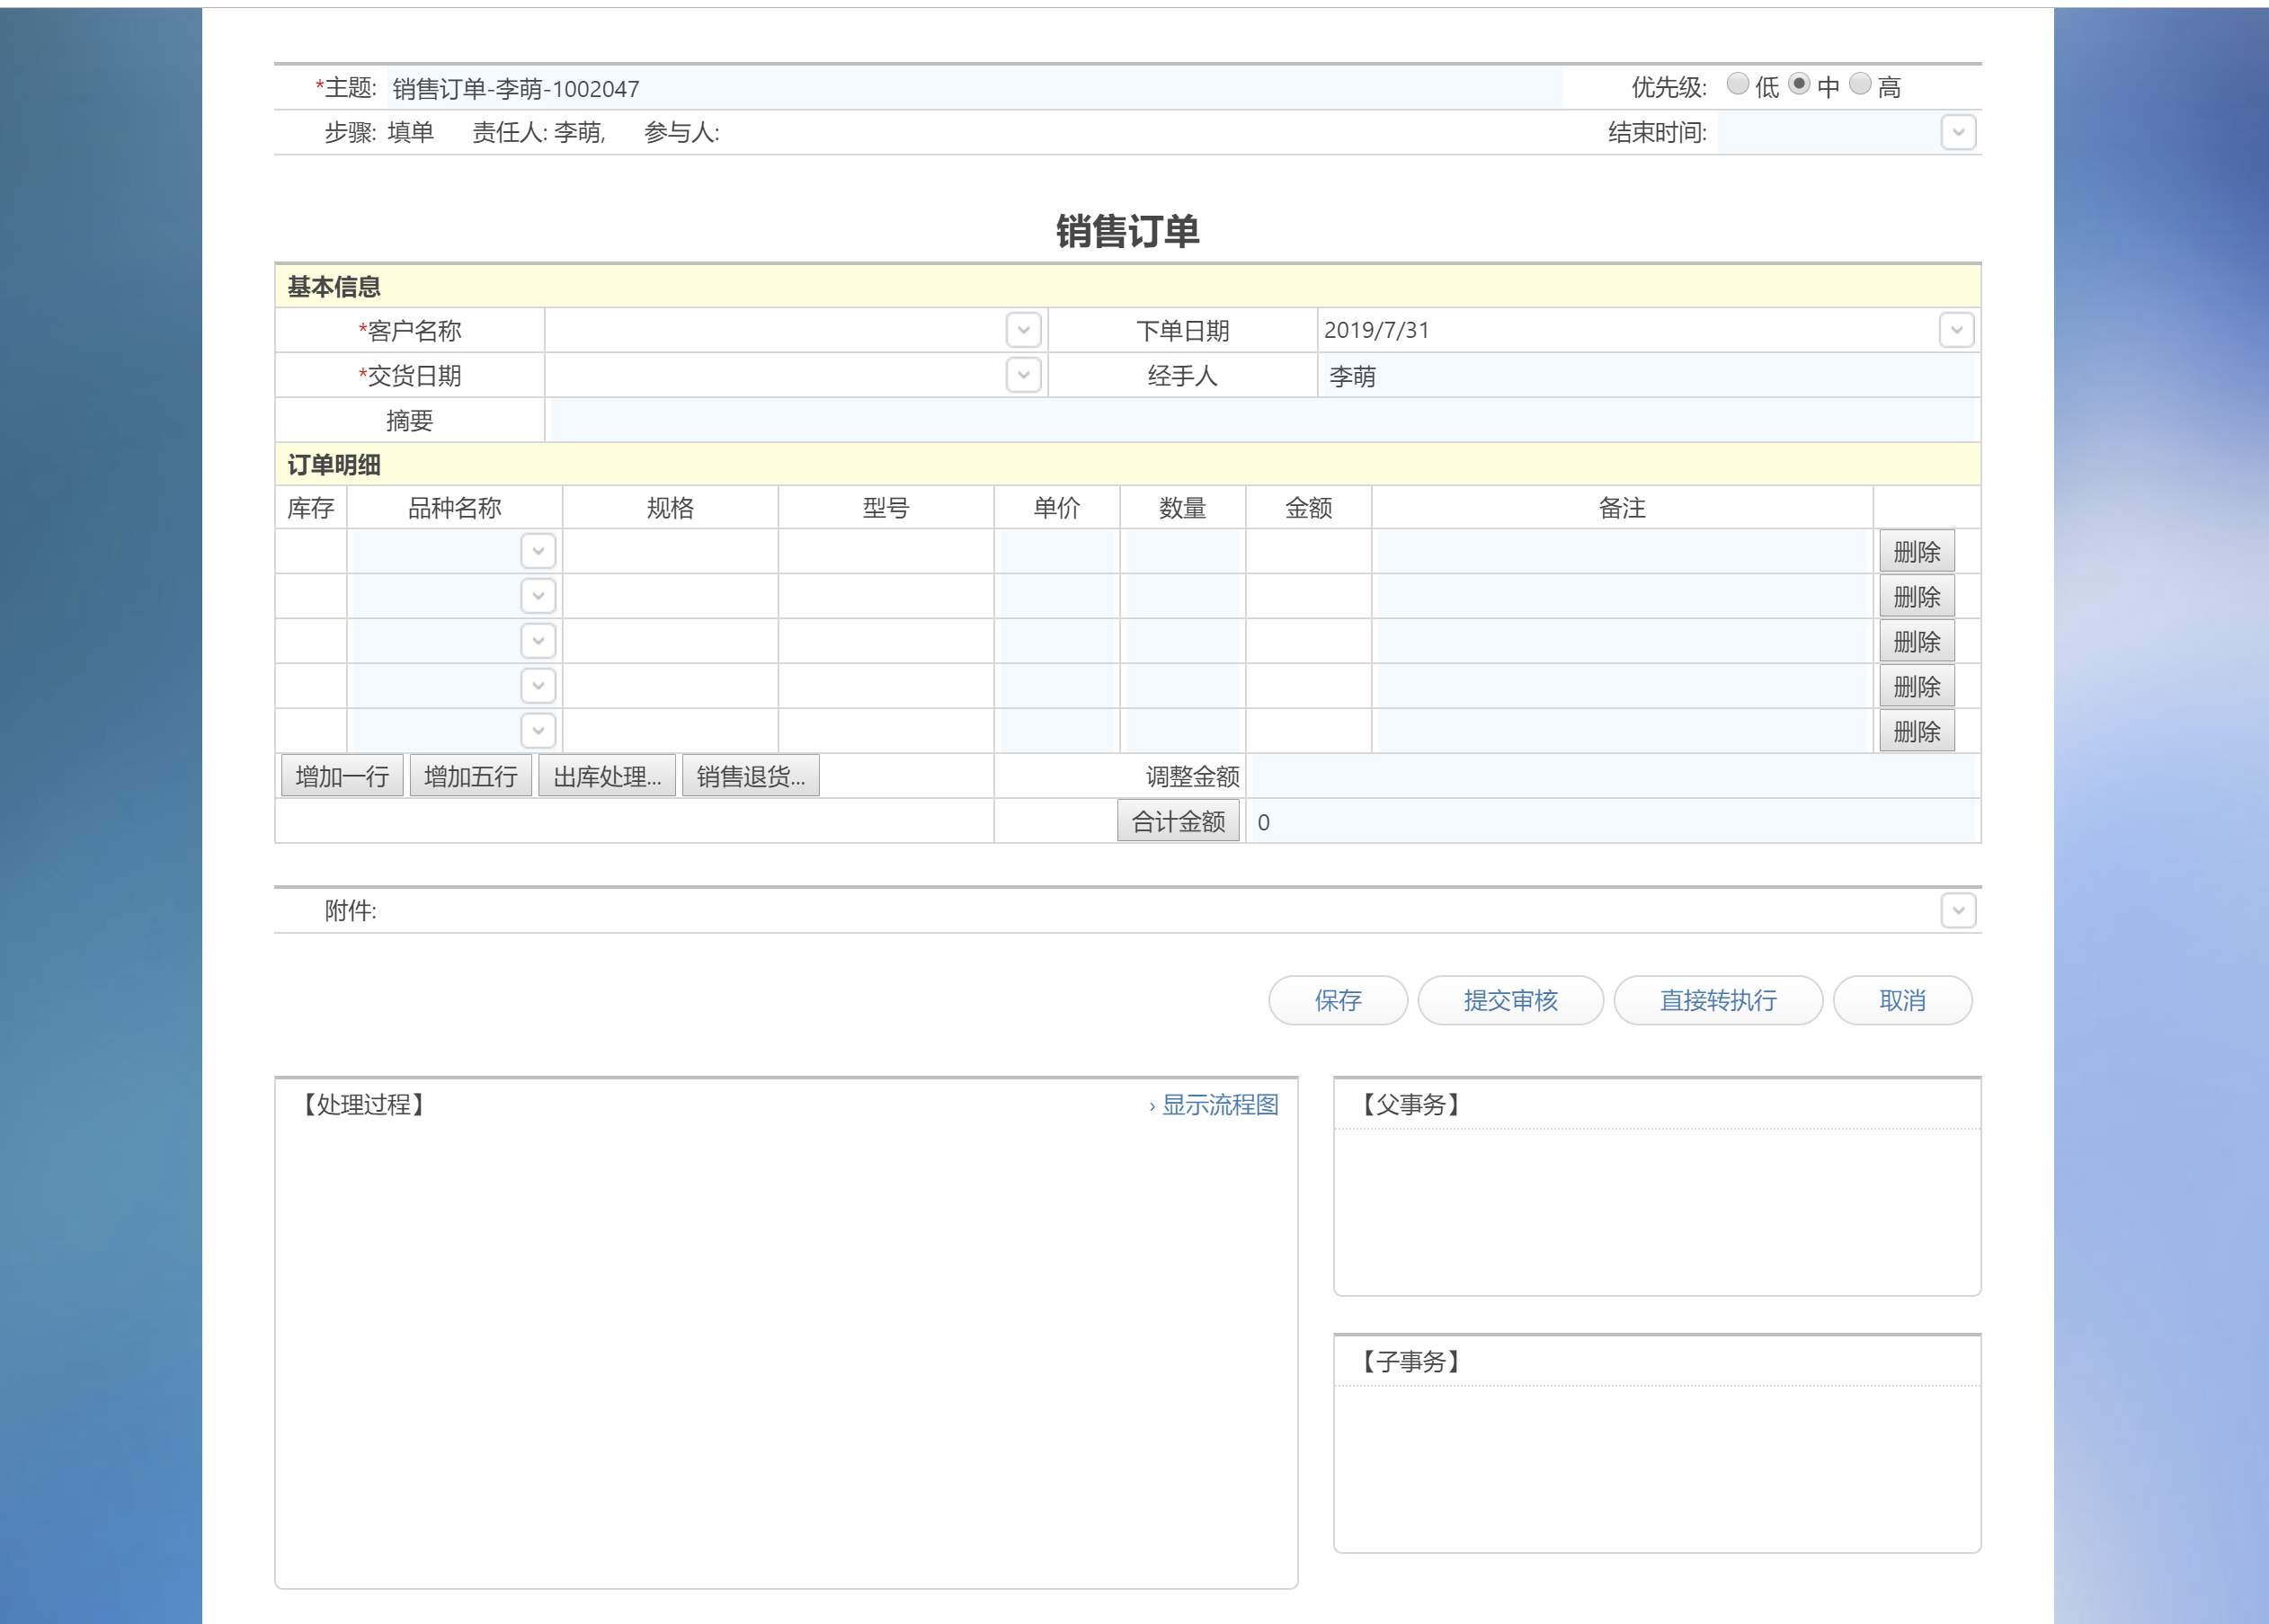 *主题: 销售订单-李萌-1002047 优先级: 低 中 高
步骤: 填单 责任人: 李萌, 参与人: 结束时间:
销售订单
基本信息
*客户名称 下单日期 2019/7/31
*交货日期 经手人 李萌
摘要
订单明细
库存 品种名称 规格 型号 单价 数量 金额 备注
删除
删除
删除
删除
删除
增加一行 增加五行 出库处理... 销售退货... 调整金额
合计金额 0
附件:
保存 提交审核 直接转执行 取消
【处理过程】 › 显示流程图 【父事务】
【子事务】